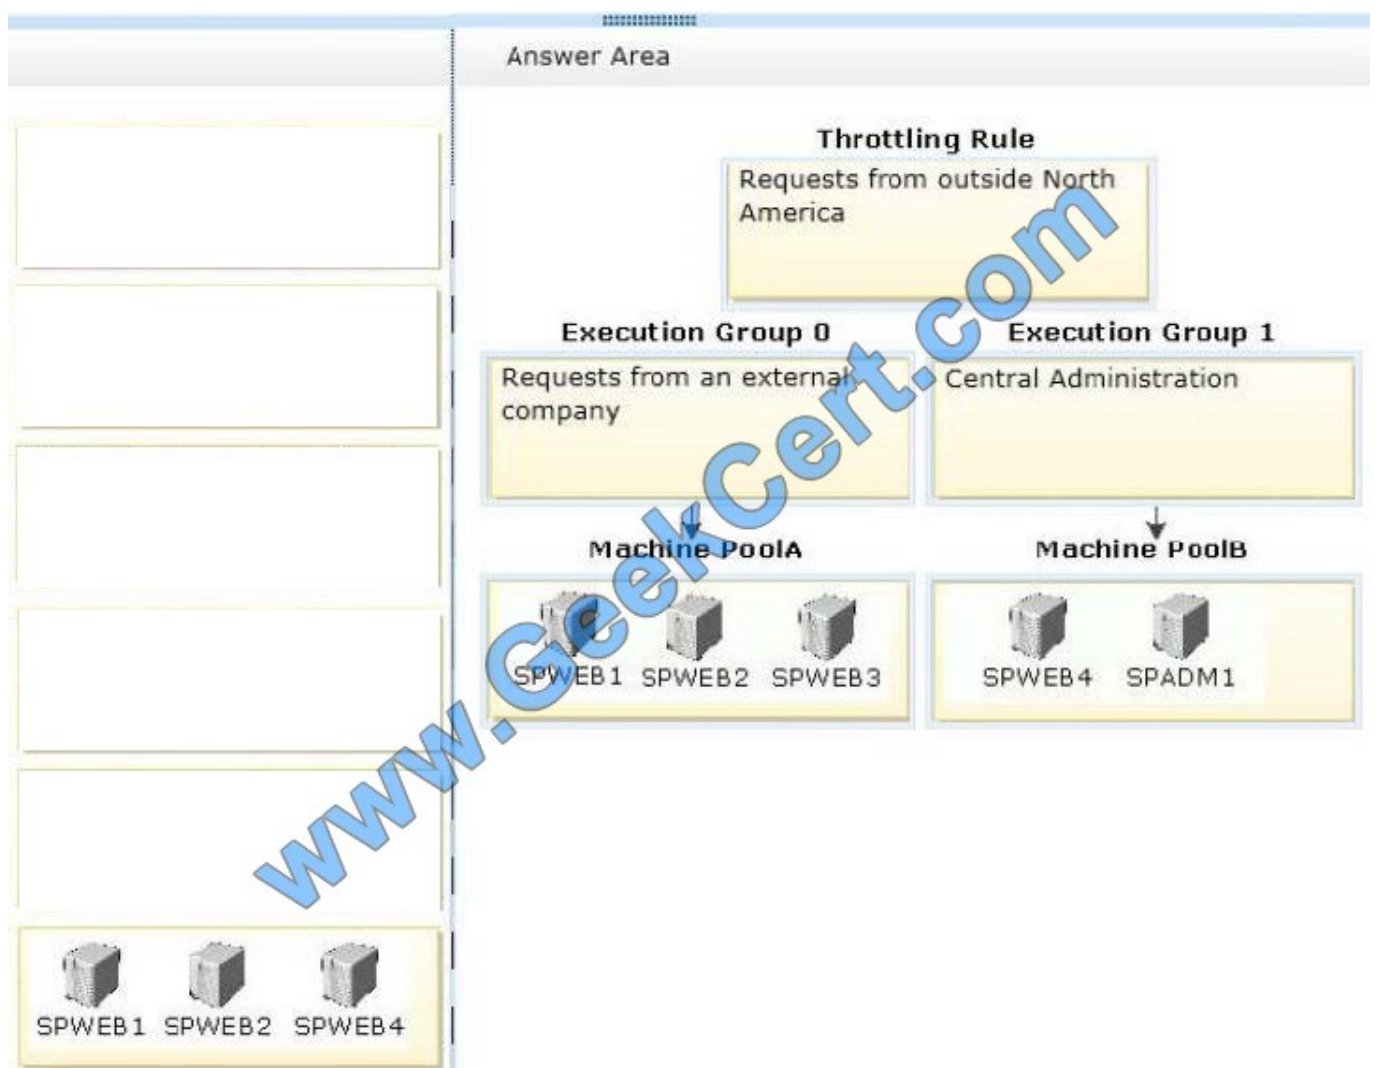 Answer Area
Throttling Rule
Requests from outside North
America
Execution Group 0
Execution Group 1
Requests from an external
company
Central Administration
Machine PoolA
Machine PoolB
SPWEB1 SPWEB2 SPWEB3
SPWEB4 SPADM1
SPWEB1 SPWEB2 SPWEB4
www.GeekCert.com